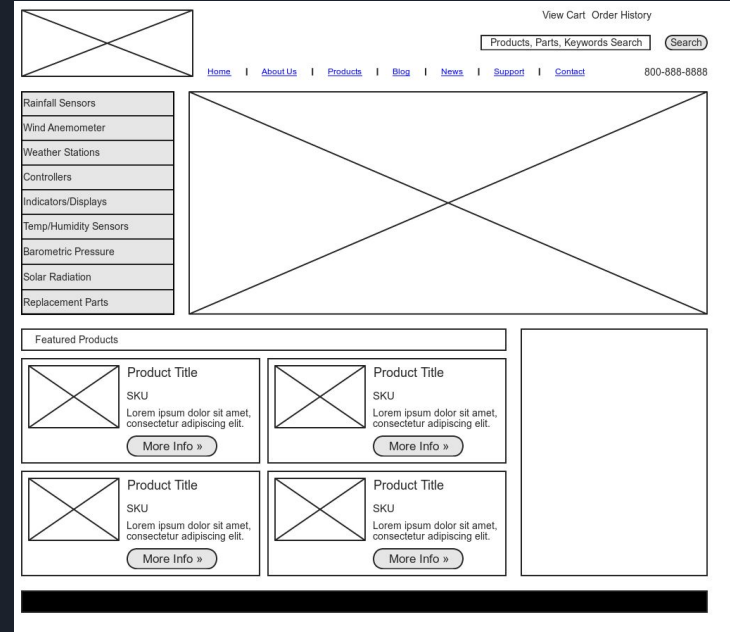 View Cart Order History
Products, Parts, Keywords Search
Search
Home | About Us | Products | Blog | News | Support | Contact
800-888-8888
Rainfall Sensors
Wind Anemometer
Weather Stations
Controllers
Indicators/Displays
Temp/Humidity Sensors
Barometric Pressure
Solar Radiation
Replacement Parts
Featured Products
Product Title
SKU
Lorem ipsum dolor sit amet,
consectetur adipiscing elit.
More Info »
Product Title
SKU
Lorem ipsum dolor sit amet,
consectetur adipiscing elit.
More Info »
Product Title
SKU
Lorem ipsum dolor sit amet,
consectetur adipiscing elit.
More Info »
Product Title
SKU
Lorem ipsum dolor sit amet,
consectetur adipiscing elit.
More Info »